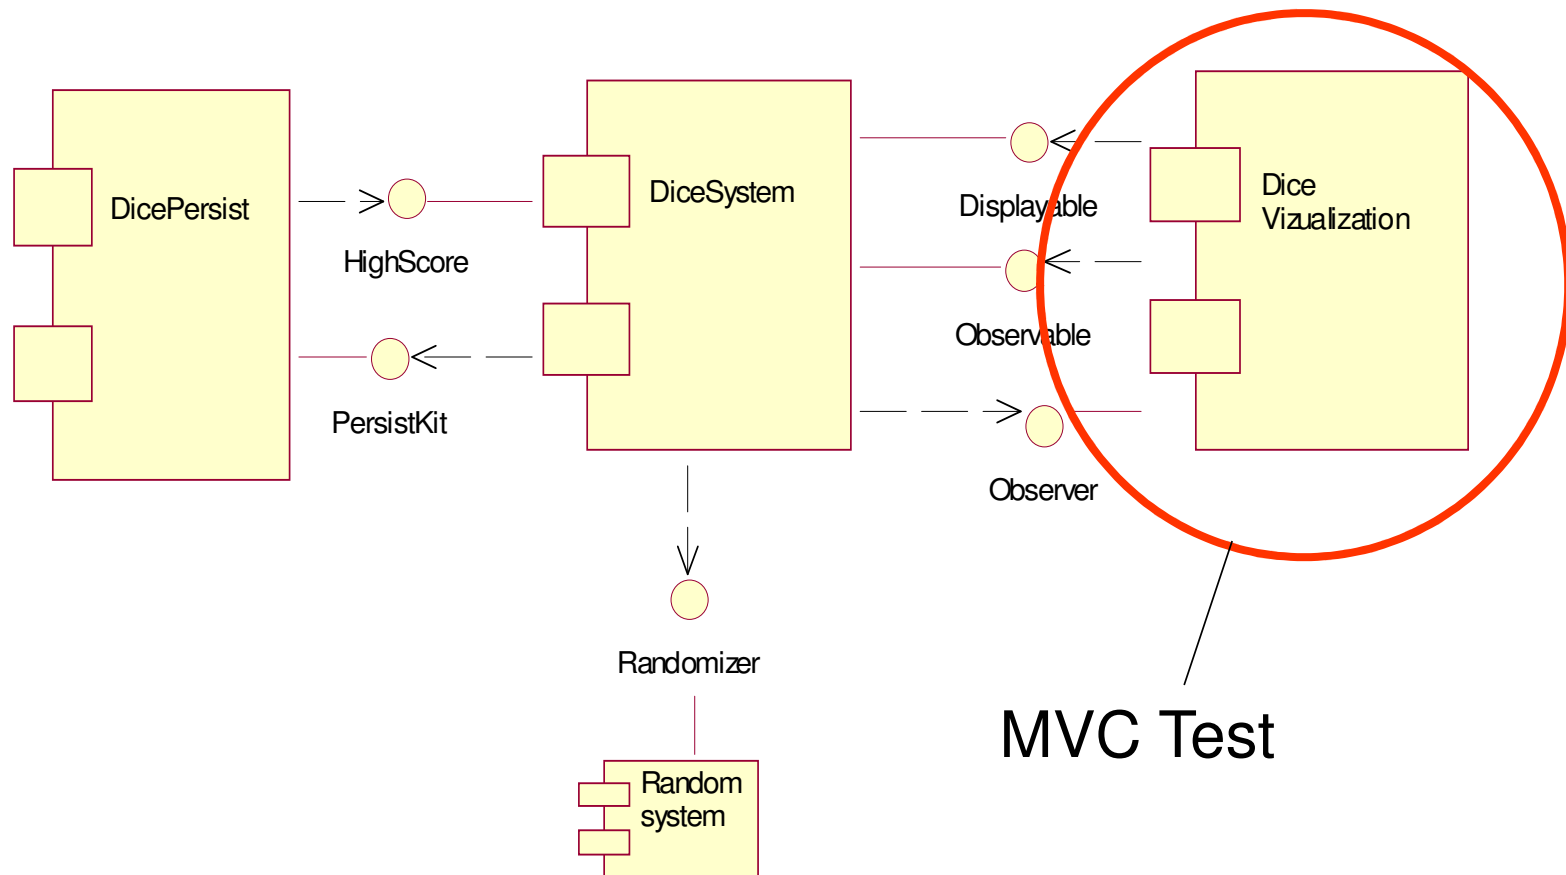 DicePersist
HighScore
PersistKit
DiceSystem
Displayable
Observable
Observer
Dice
Vizualization
Randomizer
Random
system
MVC Test